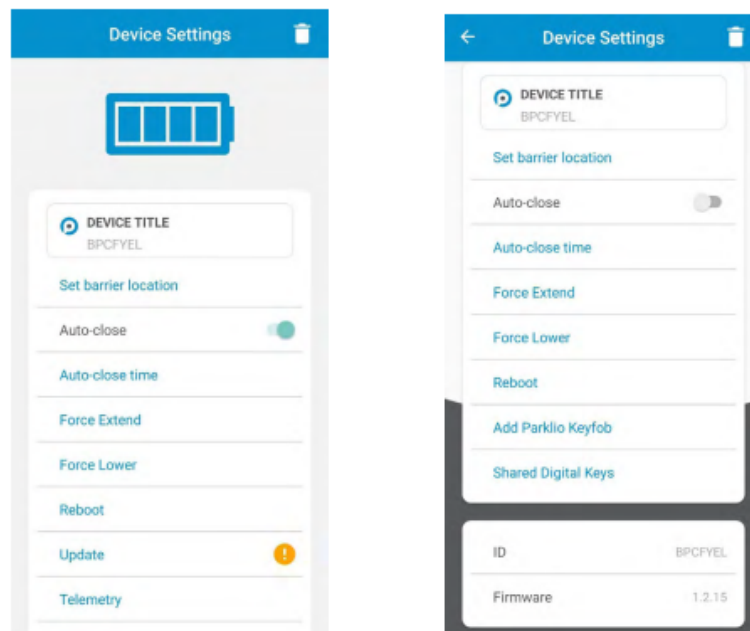 Device Settings
DEVICE TITLE
BPCFYEL
Set barrier location
Auto-close
Auto-close time
Force Extend
Force Lower
Reboot
Update
!
Telemetry
Device Settings
DEVICE TITLE
BPCFYEL
Set barrier location
Auto-close
Auto-close time
Force Extend
Force Lower
Reboot
Add Parklio Keyfob
Shared Digital Keys
ID BPCFYEL
Firmware 1.2.15